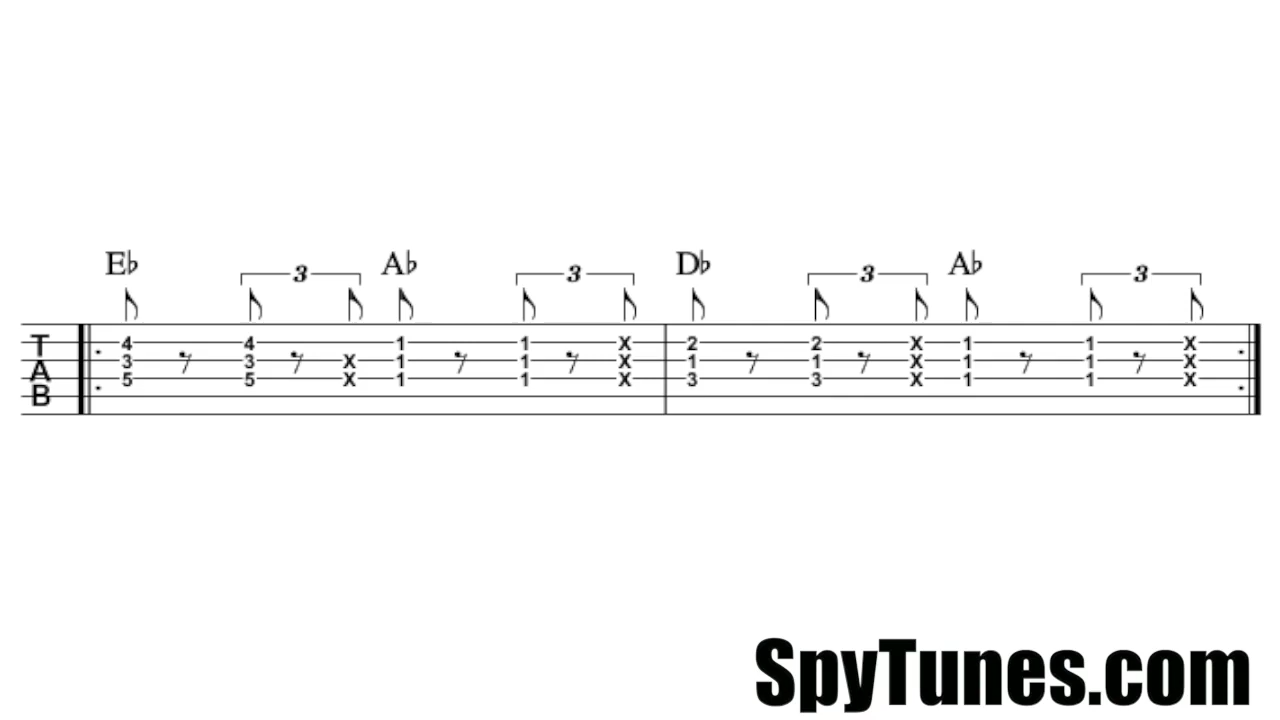 E♭ 3 A♭ 3 D♭ 3 A♭ 3
T 4 4 1 1 X 2 2 X 1 1 X
A 3 3 X 1 1 X 1 1 X 1 1 X
B 5 5 X 1 1 X 3 3 X 1 1 X
SpyTunes.com